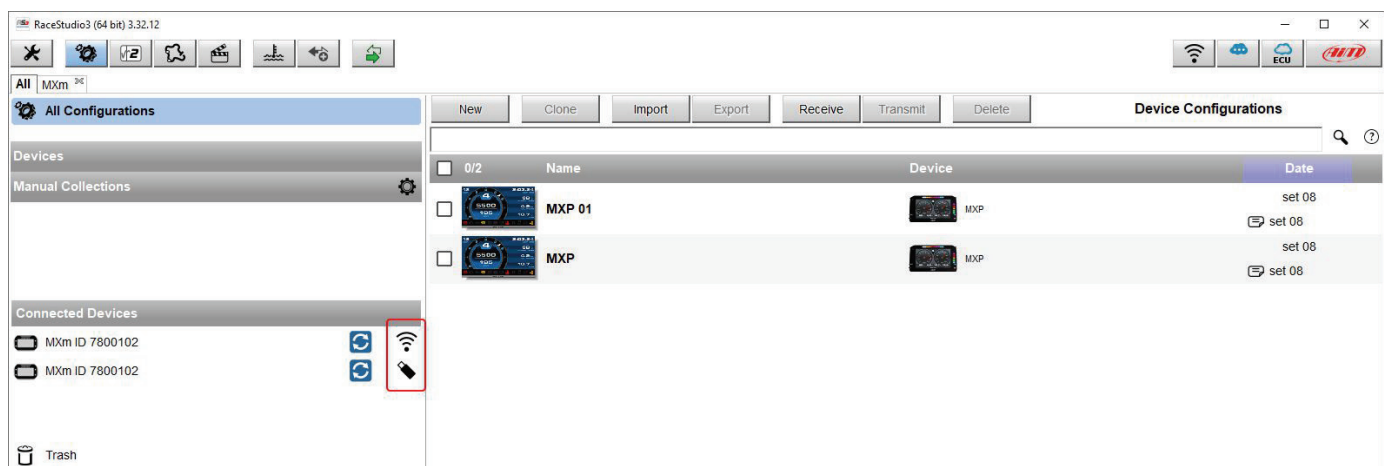 RaceStudio3 (64 bit) 3.32.12
ECU
AiM
All MXm
All Configurations
New Clone Import Export Receive Transmit Delete Device Configurations
Devices
Manual Collections
0/2 Name Device Date
MXP 01 MXP set 08
set 08
MXP MXP set 08
set 08
Connected Devices
MXm ID 7800102
MXm ID 7800102
Trash